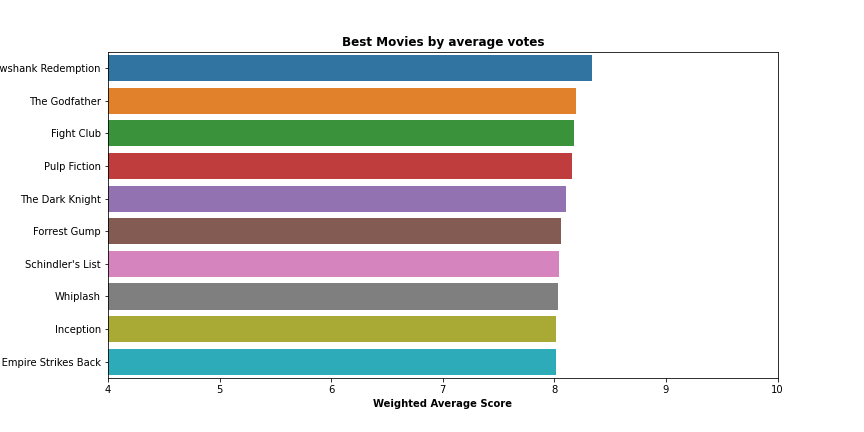 Best Movies by average votes
wshank Redemption
The Godfather
Fight Club
Pulp Fiction
The Dark Knight
Forrest Gump
Schindler's List
Whiplash
Inception
Empire Strikes Back
4 5 6 7 8 9 10
Weighted Average Score